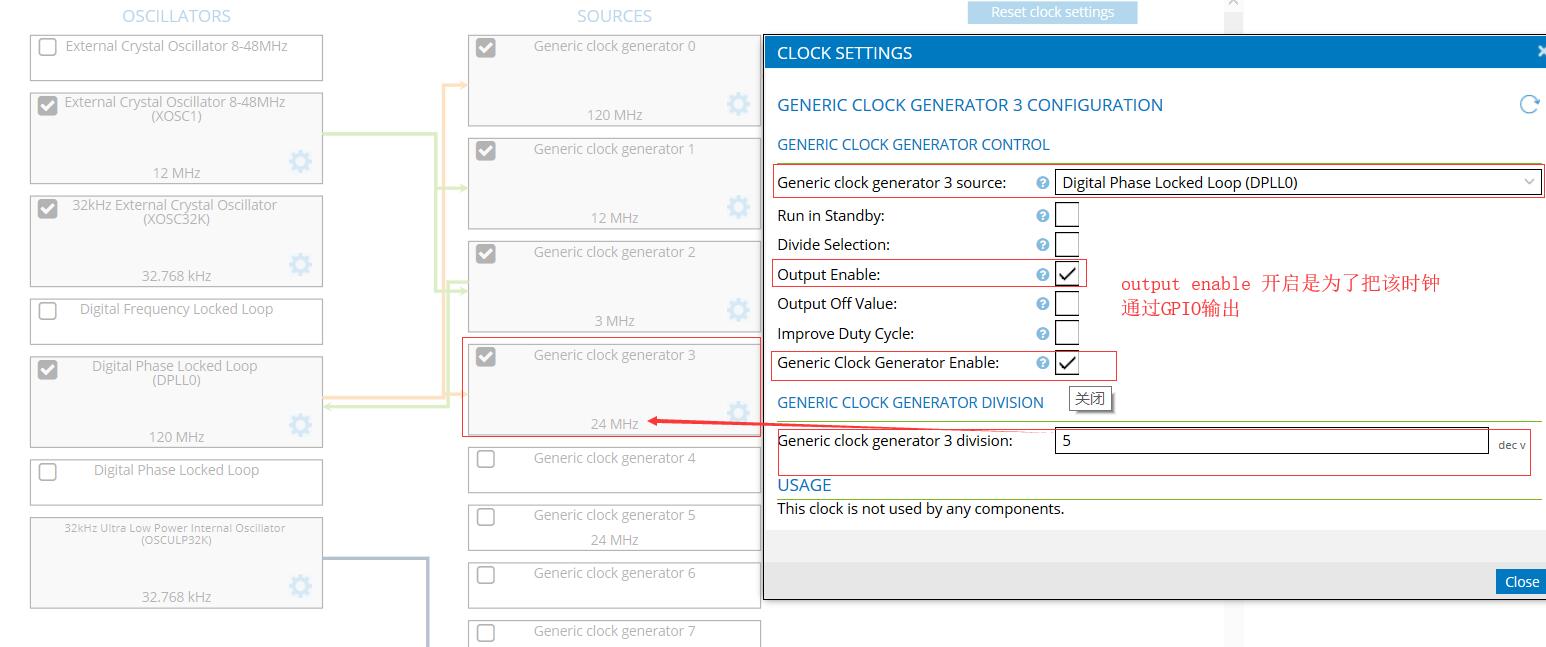 OSCILLATORS
SOURCES
Reset clock settings
External Crystal Oscillator 8-48MHz
External Crystal Oscillator 8-48MHz
(XOSC1)
12 MHz
32kHz External Crystal Oscillator
(XOSC32K)
32.768 kHz
Digital Frequency Locked Loop
Digital Phase Locked Loop
(DPLL0)
120 MHz
Digital Phase Locked Loop
32kHz Ultra Low Power Internal Oscillator
(OSCULP32K)
32.768 kHz
Generic clock generator 0
120 MHz
Generic clock generator 1
12 MHz
Generic clock generator 2
3 MHz
Generic clock generator 3
24 MHz
Generic clock generator 4
Generic clock generator 5
24 MHz
Generic clock generator 6
Generic clock generator 7
CLOCK SETTINGS
GENERIC CLOCK GENERATOR 3 CONFIGURATION
GENERIC CLOCK GENERATOR CONTROL
Generic clock generator 3 source: Digital Phase Locked Loop (DPLL0)
Run in Standby:
Divide Selection:
Output Enable:
Output Off Value:
Improve Duty Cycle:
Generic Clock Generator Enable:
output enable 开启是为了把该时钟
通过GPIO输出
关闭
GENERIC CLOCK GENERATOR DIVISION
Generic clock generator 3 division: 5 dec v
USAGE
This clock is not used by any components.
Close